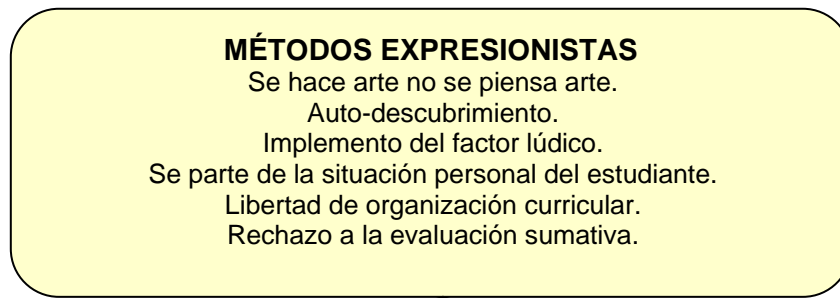 MÉTODOS EXPRESIONISTAS
Se hace arte no se piensa arte.
Auto-descubrimiento.
Implemento del factor lúdico.
Se parte de la situación personal del estudiante.
Libertad de organización curricular.
Rechazo a la evaluación sumativa.